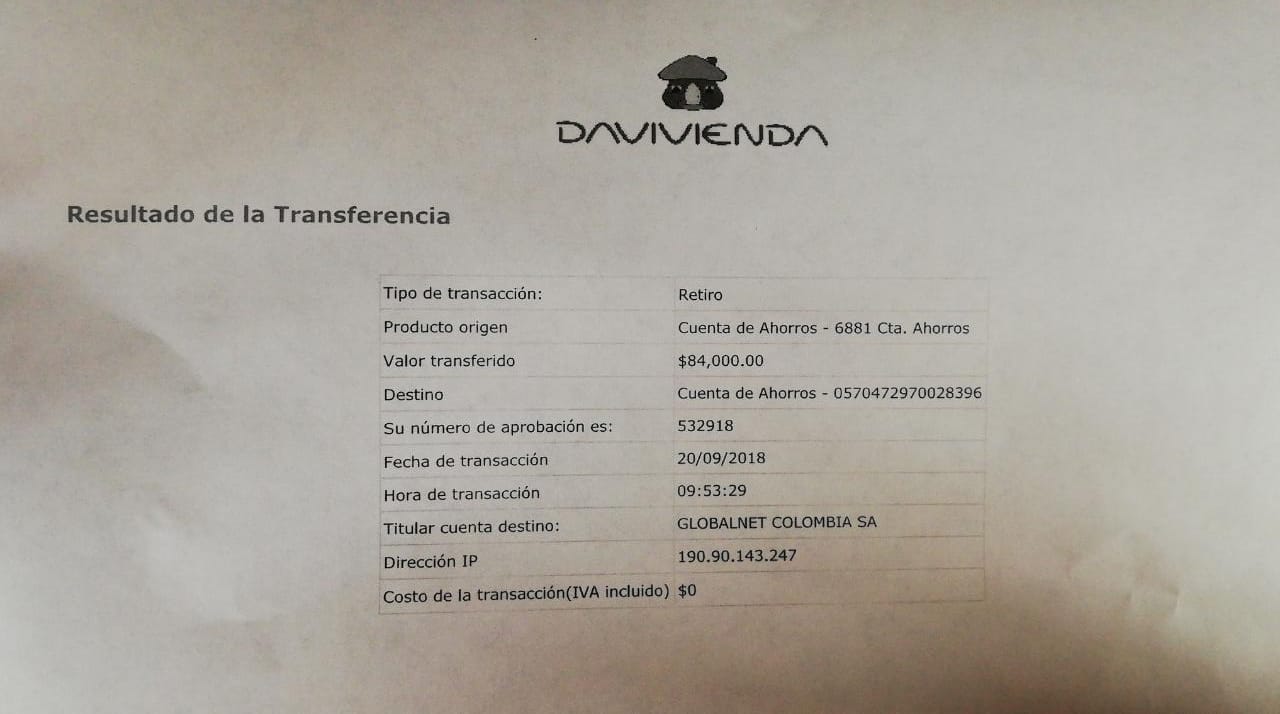 DAVIVIENDA
Resultado de la Transferencia
Tipo de transacción: Retiro
Producto origen Cuenta de Ahorros - 6881 Cta. Ahorros
Valor transferido $84,000.00
Destino Cuenta de Ahorros - 0570472970028396
Su número de aprobación es: 532918
Fecha de transacción 20/09/2018
Hora de transacción 09:53:29
Titular cuenta destino: GLOBALNET COLOMBIA SA
Dirección IP 190.90.143.247
Costo de la transacción(IVA incluido) $0